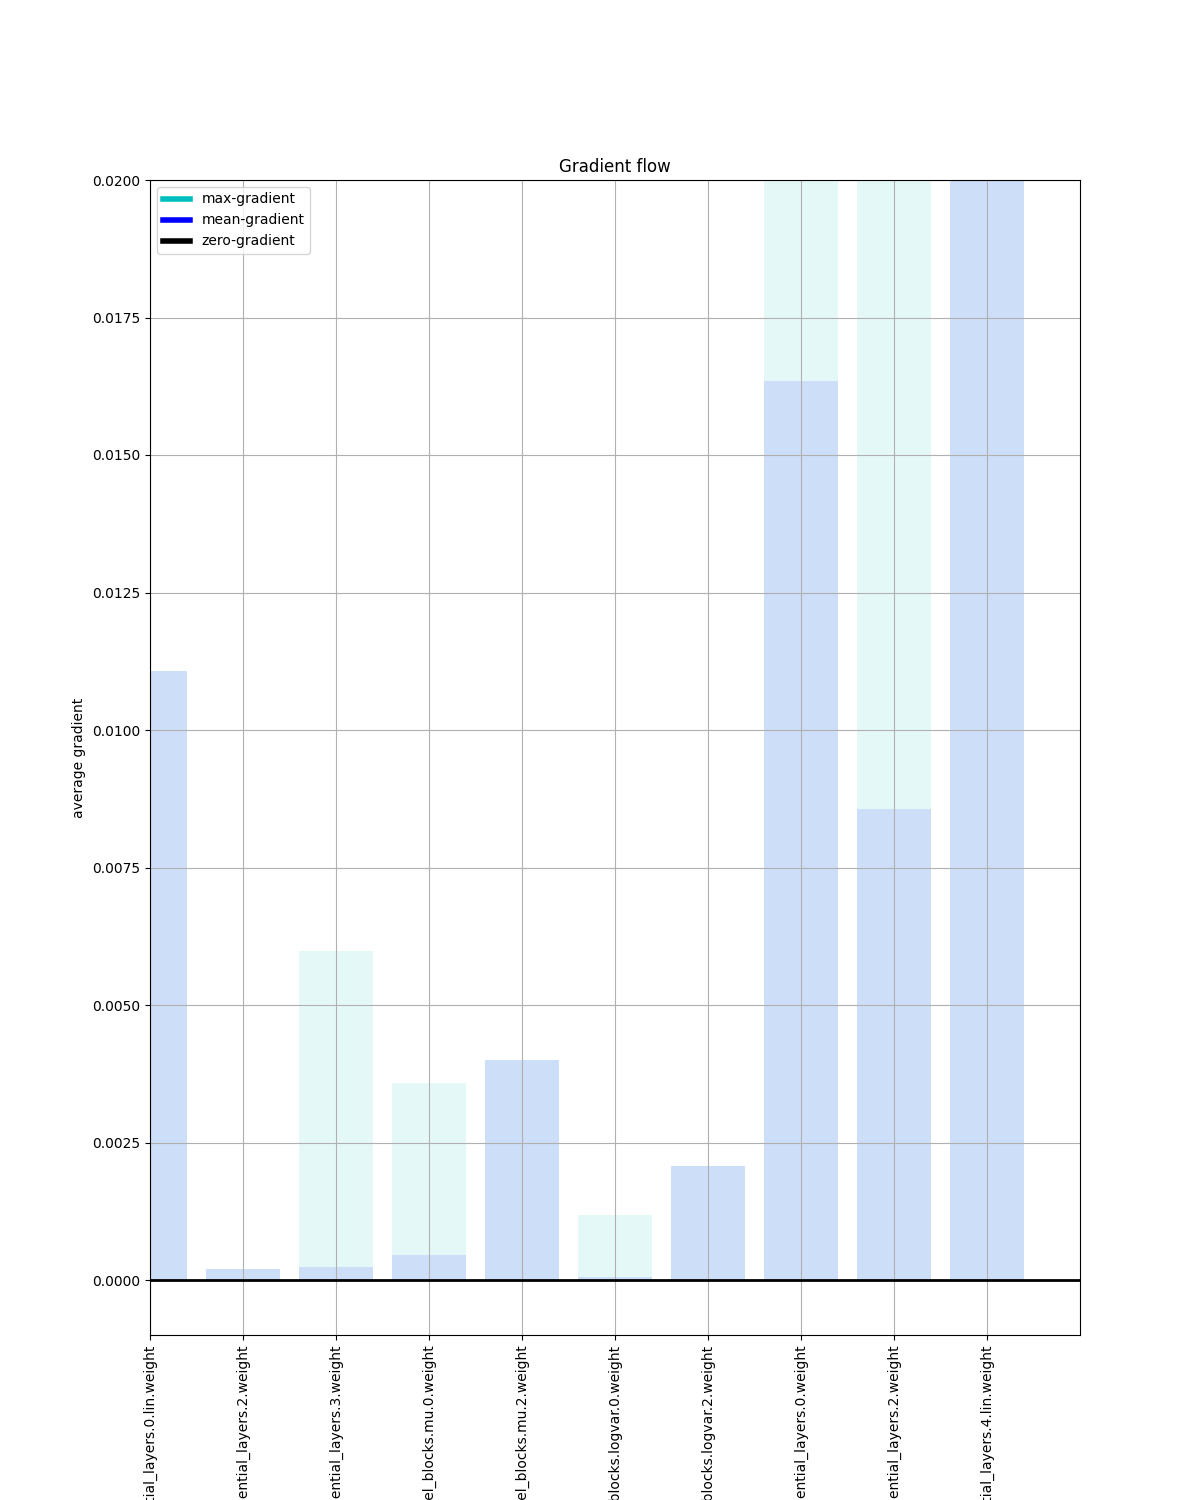 Gradient flow
max-gradient
mean-gradient
zero-gradient
0.0200
0.0175
0.0150
0.0125
0.0100
0.0075
0.0050
0.0025
0.0000
average gradient
tial_layers.0.lin.weight
ential_layers.2.weight
ential_layers.3.weight
el_blocks.mu.0.weight
el_blocks.mu.2.weight
blocks.logvar.0.weight
blocks.logvar.2.weight
ential_layers.0.weight
ential_layers.2.weight
tial_layers.4.lin.weight